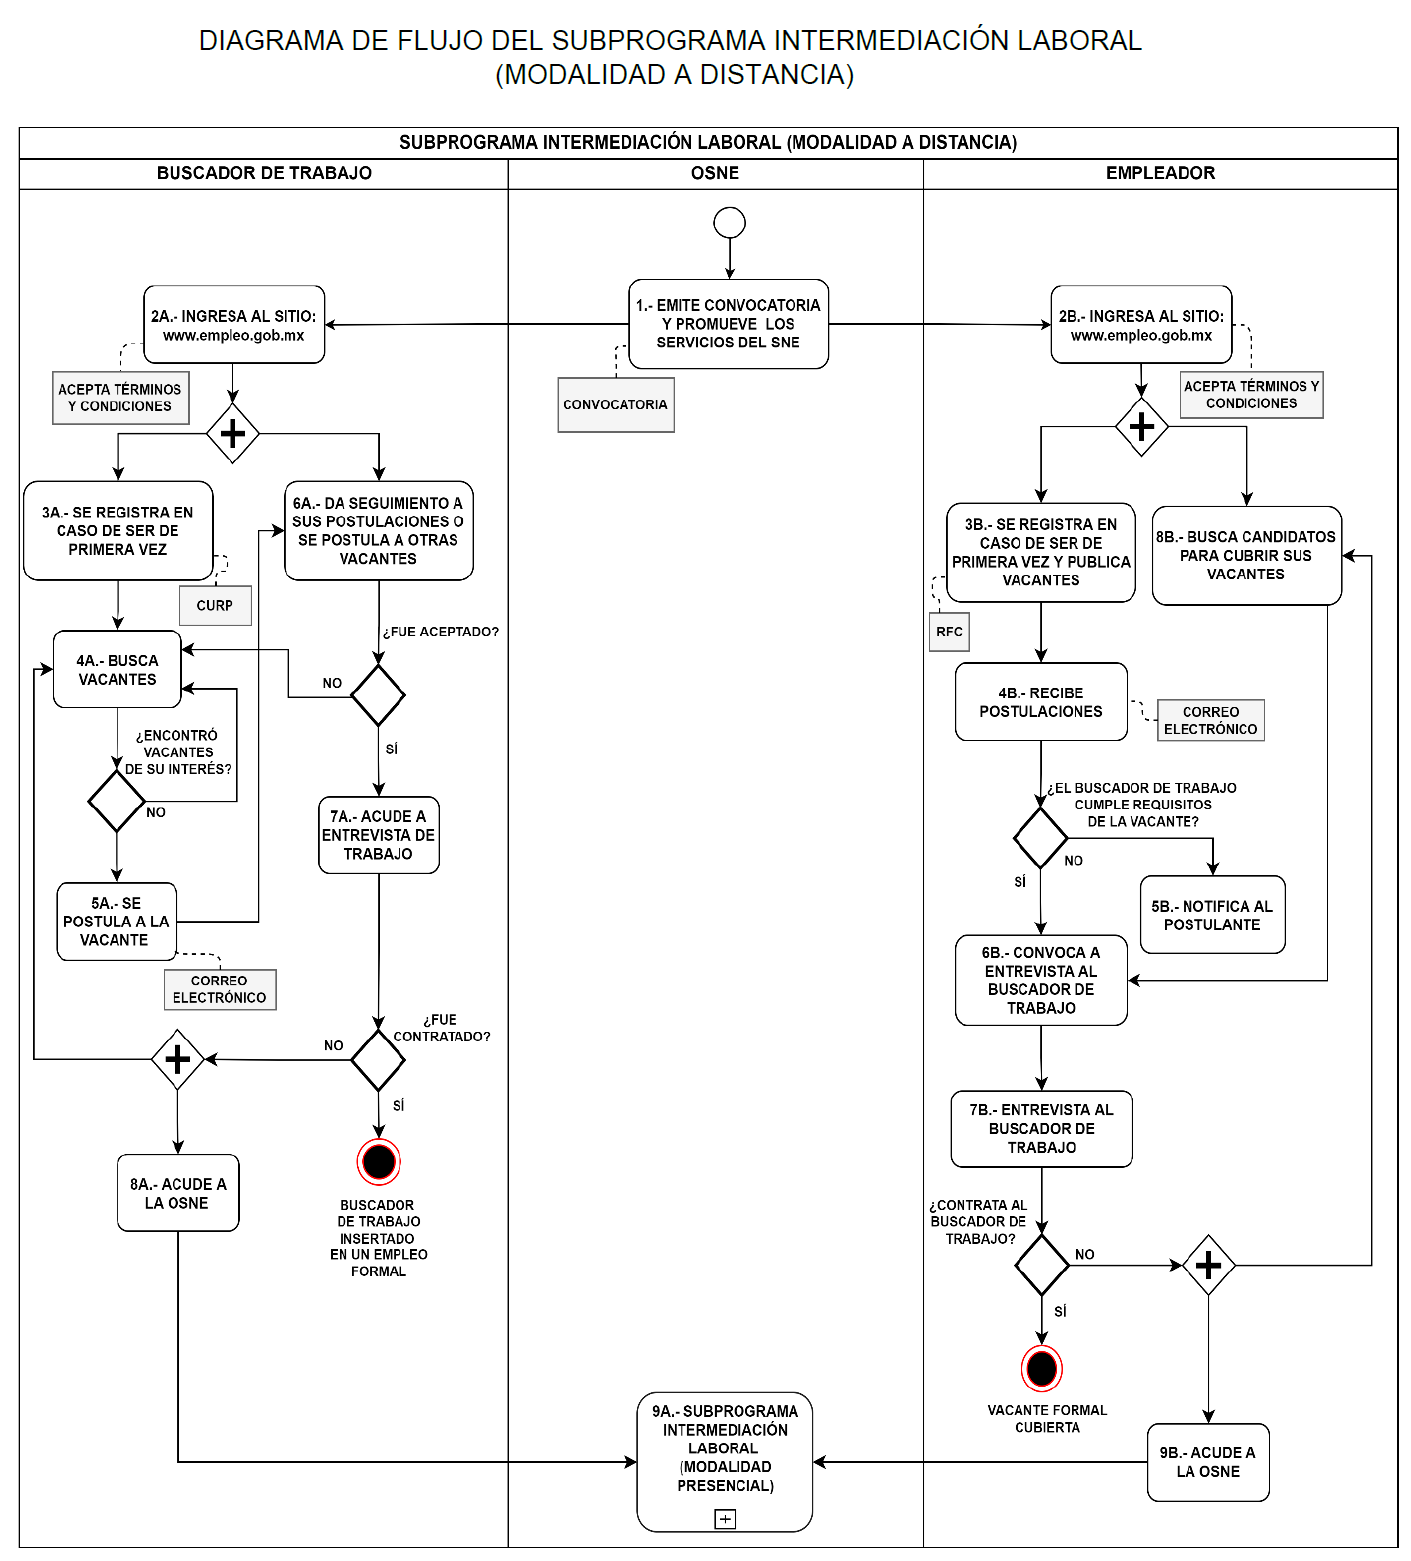 DIAGRAMA DE FLUJO DEL SUBPROGRAMA INTERMEDIACIÓN LABORAL
(MODALIDAD A DISTANCIA)
SUBPROGRAMA INTERMEDIACIÓN LABORAL (MODALIDAD A DISTANCIA)
BUSCADOR DE TRABAJO
OSNE
EMPLEADOR
1.- EMITE CONVOCATORIA
Y PROMUEVE LOS
SERVICIOS DEL SNE
CONVOCATORIA
2A.- INGRESA AL SITIO:
www.empleo.gob.mx
ACEPTA TÉRMINOS
Y CONDICIONES
3A.- SE REGISTRA EN
CASO DE SER DE
PRIMERA VEZ
CURP
6A.- DA SEGUIMIENTO A
SUS POSTULACIONES O
SE POSTULA A OTRAS
VACANTES
¿FUE ACEPTADO?
NO
SÍ
4A.- BUSCA
VACANTES
¿ENCONTRÓ
VACANTES
DE SU INTERÉS?
NO
7A.- ACUDE A
ENTREVISTA DE
TRABAJO
5A.- SE
POSTULA A LA
VACANTE
CORREO
ELECTRÓNICO
¿FUE
CONTRATADO?
NO
SÍ
8A.- ACUDE A
LA OSNE
BUSCADOR
DE TRABAJO
INSERTADO
EN UN EMPLEO
FORMAL
2B.- INGRESA AL SITIO:
www.empleo.gob.mx
ACEPTA TÉRMINOS Y
CONDICIONES
3B.- SE REGISTRA EN
CASO DE SER DE
PRIMERA VEZ Y PUBLICA
VACANTES
RFC
8B.- BUSCA CANDIDATOS
PARA CUBRIR SUS
VACANTES
4B.- RECIBE
POSTULACIONES
CORREO
ELECTRÓNICO
¿EL BUSCADOR DE TRABAJO
CUMPLE REQUISITOS
DE LA VACANTE?
NO
SÍ
5B.- NOTIFICA AL
POSTULANTE
6B.- CONVOCA A
ENTREVISTA AL
BUSCADOR DE
TRABAJO
7B.- ENTREVISTA AL
BUSCADOR DE
TRABAJO
¿CONTRATA AL
BUSCADOR DE
TRABAJO?
NO
SÍ
VACANTE FORMAL
CUBIERTA
9B.- ACUDE A
LA OSNE
9A.- SUBPROGRAMA
INTERMEDIACIÓN
LABORAL
(MODALIDAD
PRESENCIAL)